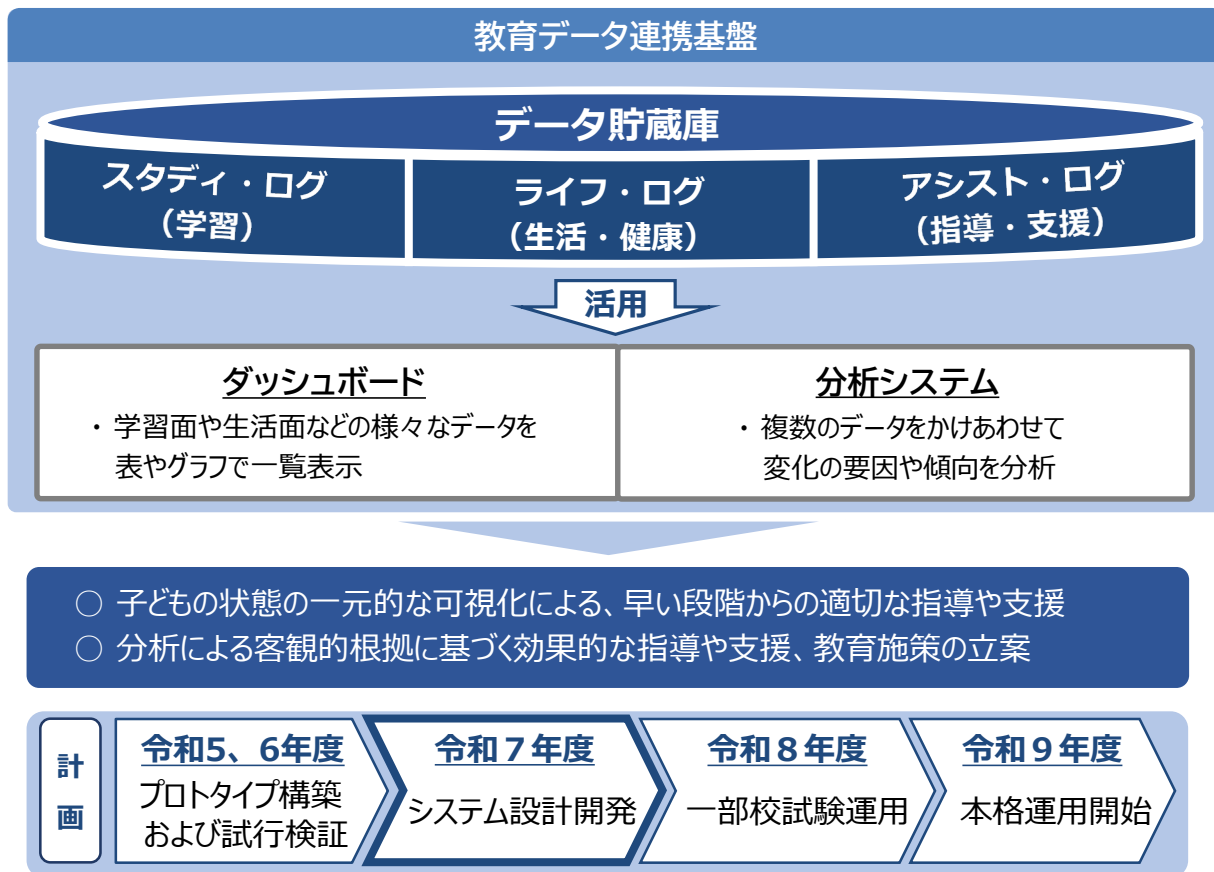 教育データ連携基盤
データ貯蔵庫
スタディ・ログ
（学習）
ライフ・ログ
（生活・健康）
アシスト・ログ
（指導・支援）
活用
ダッシュボード
・学習面や生活面などの様々なデータを
表やグラフで一覧表示
分析システム
・複数のデータをかけあわせて
変化の要因や傾向を分析
○ 子どもの状態の一元的な可視化による、早い段階からの適切な指導や支援
○ 分析による客観的根拠に基づく効果的な指導や支援、教育施策の立案
計
画
令和5、6年度
プロトタイプ構築
および試行検証
令和７年度
システム設計開発
令和８年度
一部校試験運用
令和９年度
本格運用開始